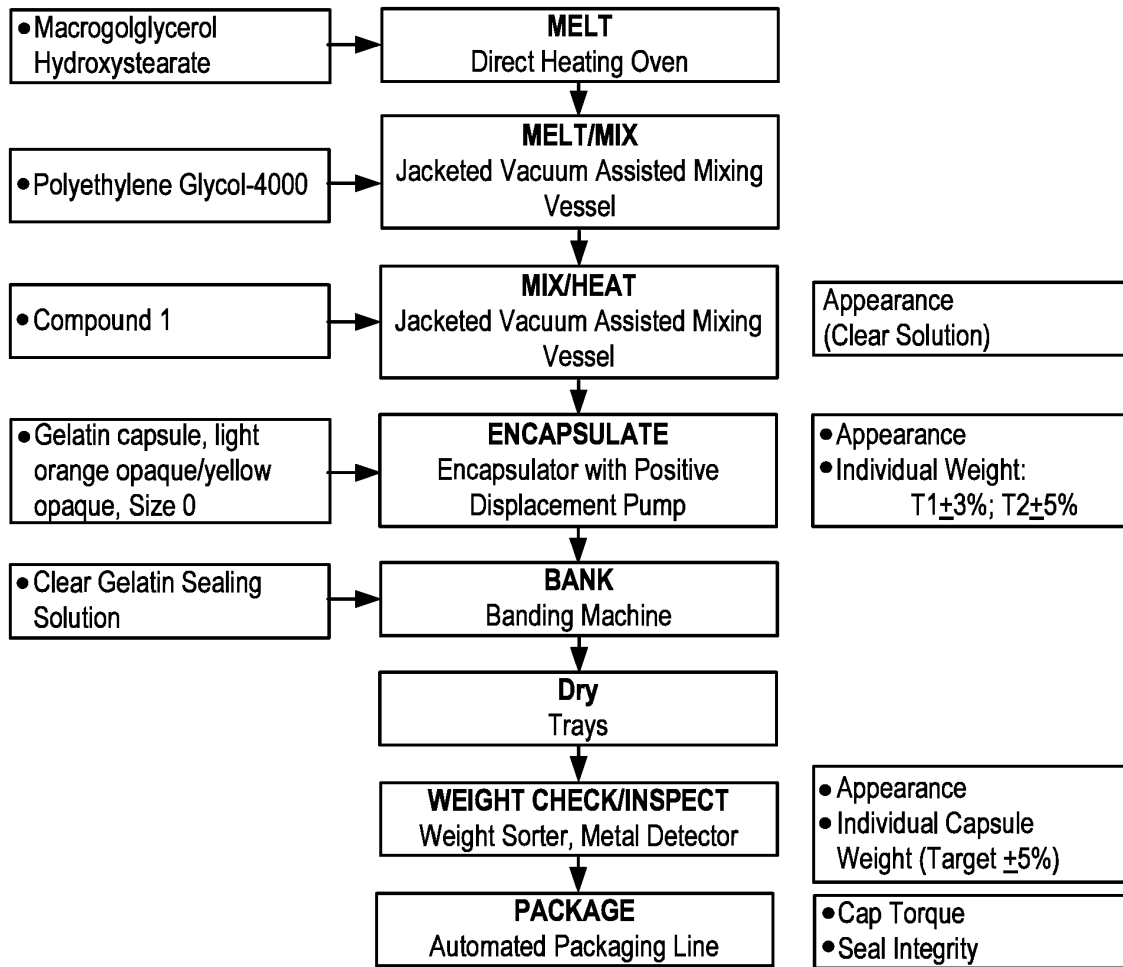 ● Macrogolglycerol
Hydroxystearate
MELT
Direct Heating Oven
● Polyethylene Glycol-4000
MELT/MIX
Jacketed Vacuum Assisted Mixing
Vessel
● Compound 1
MIX/HEAT
Jacketed Vacuum Assisted Mixing
Vessel
Appearance
(Clear Solution)
● Gelatin capsule, light
orange opaque/yellow
opaque, Size 0
ENCAPSULATE
Encapsulator with Positive
Displacement Pump
● Appearance
● Individual Weight:
T1±3%; T2±5%
● Clear Gelatin Sealing
Solution
BANK
Banding Machine
Dry
Trays
WEIGHT CHECK/INSPECT
Weight Sorter, Metal Detector
● Appearance
● Individual Capsule
Weight (Target ±5%)
PACKAGE
Automated Packaging Line
● Cap Torque
● Seal Integrity